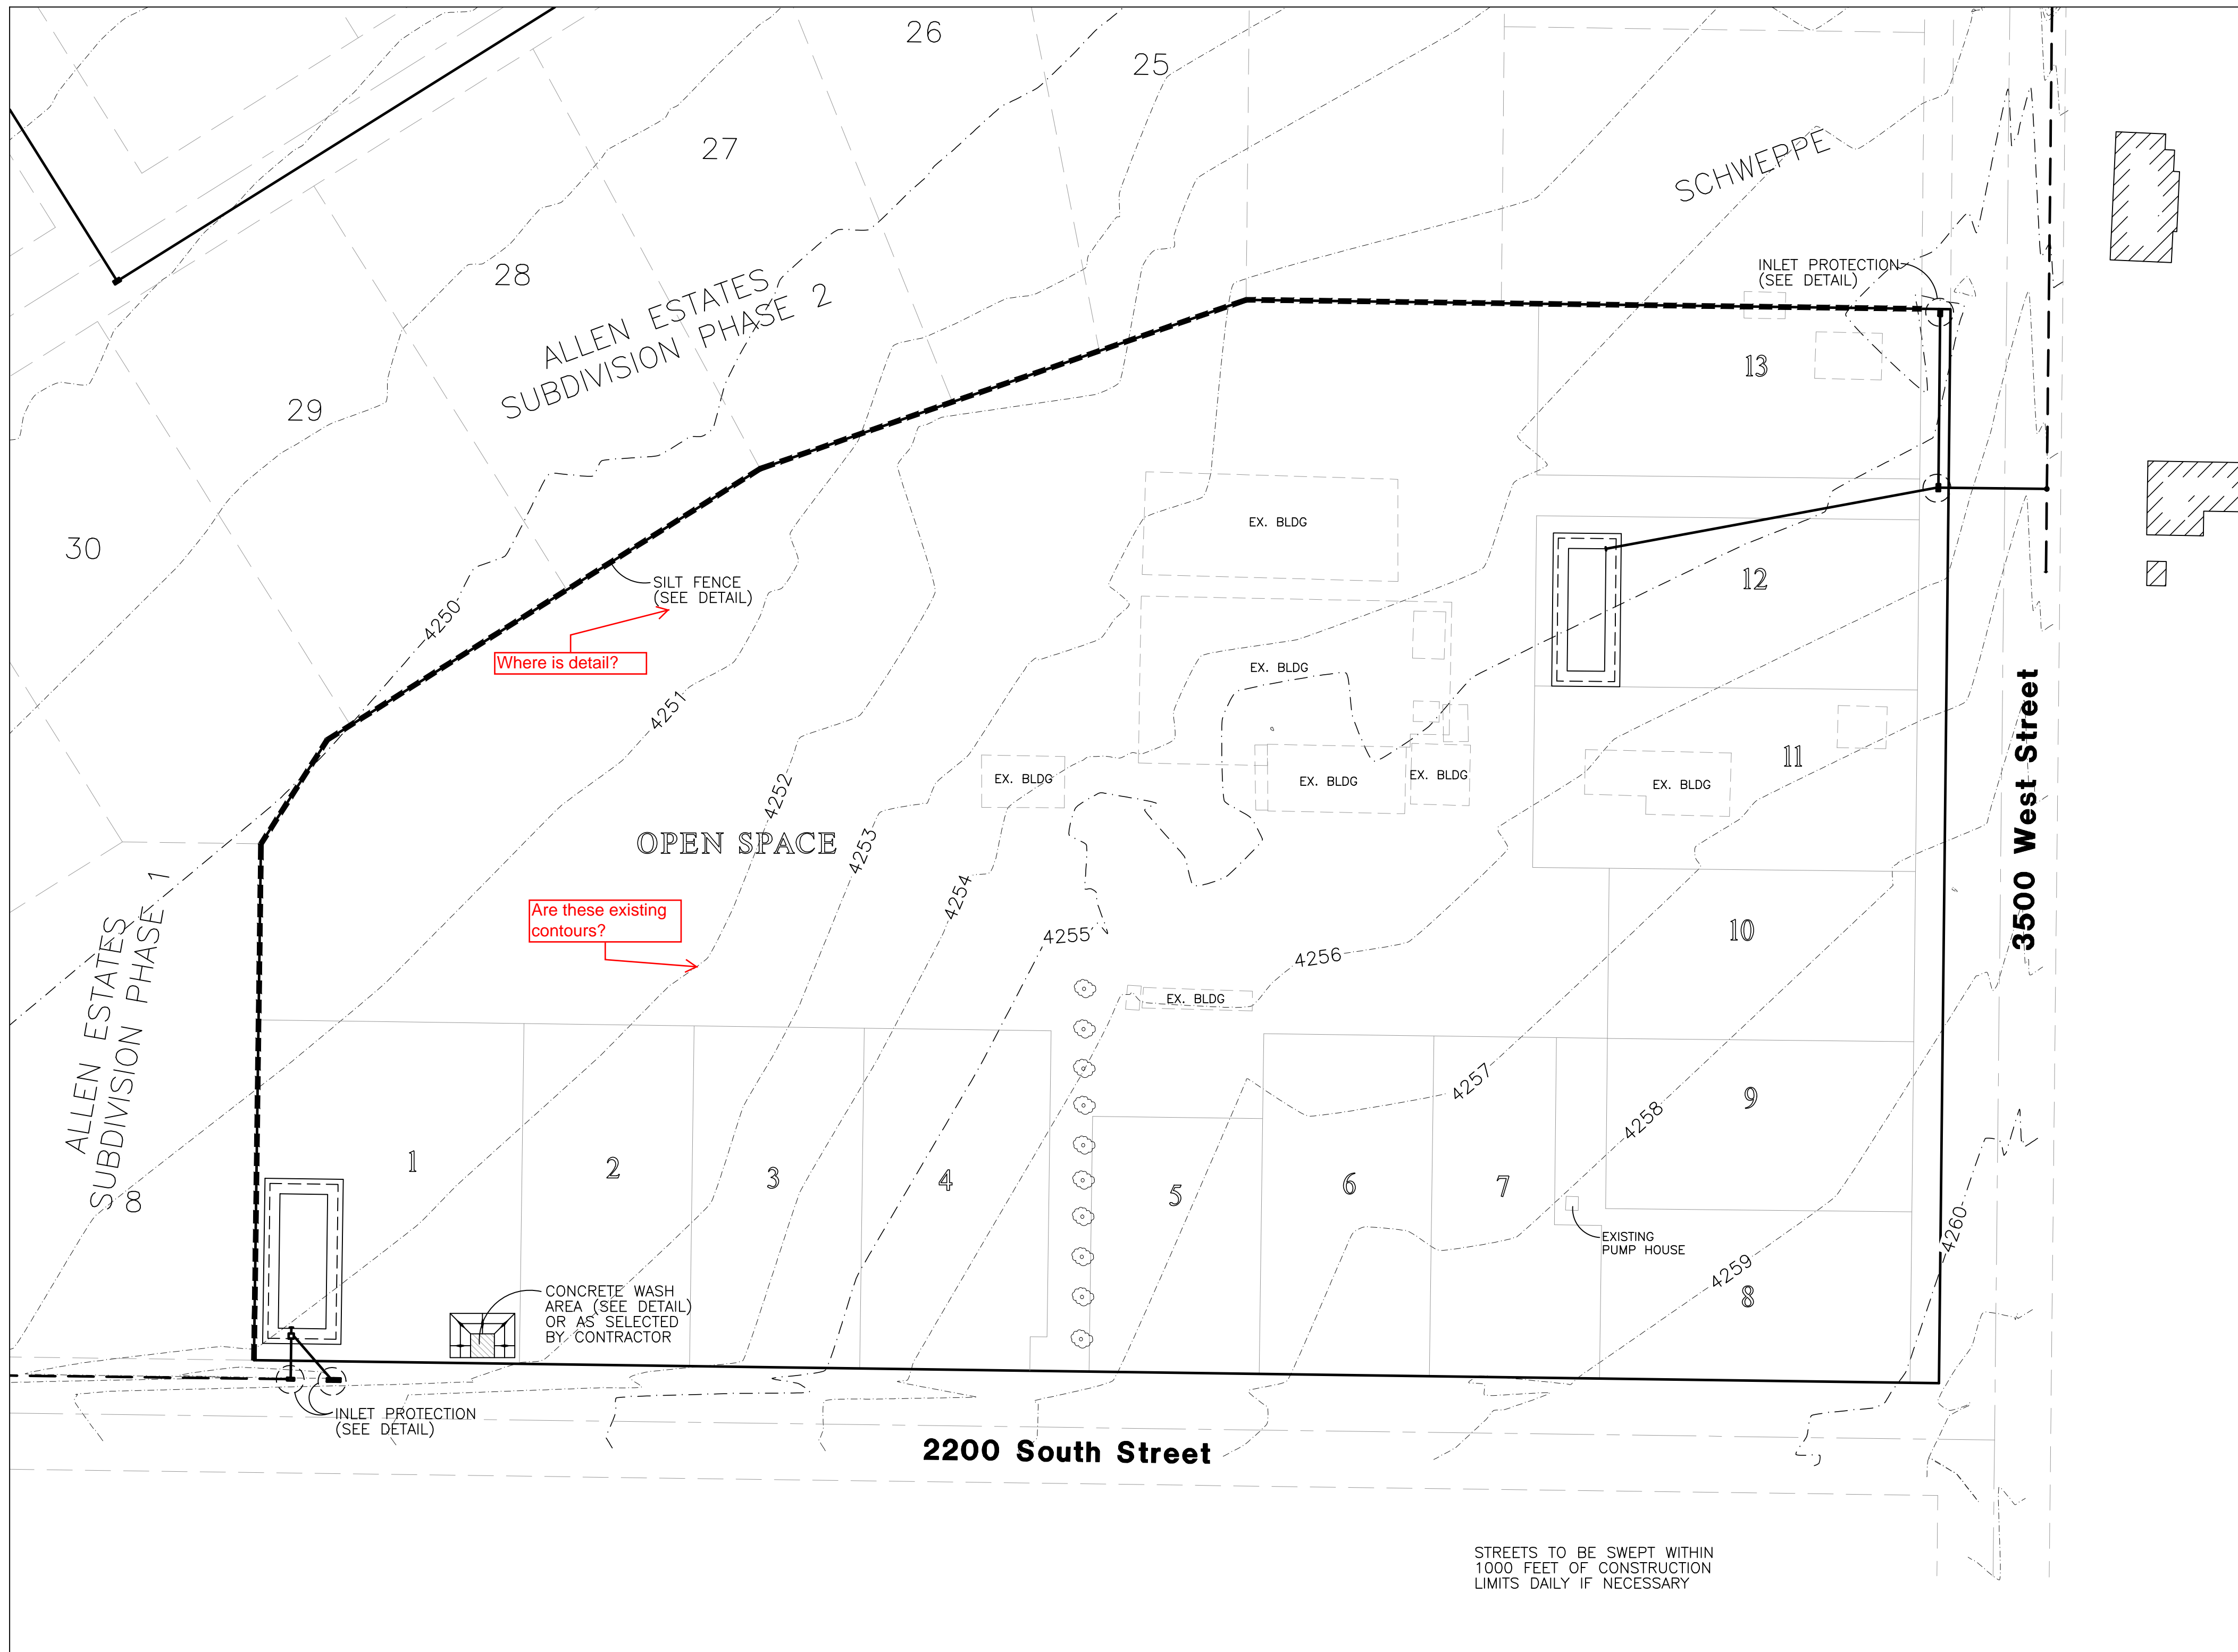 26
25
27
SCHWEPPE
28
INLET PROTECTION
(SEE DETAIL)
ALLEN ESTATES
SUBDIVISION PHASE 2
13
29
EX. BLDG
30
SILT FENCE
(SEE DETAIL)
12
4250
Where is detail?
EX. BLDG
4251
11
3500 West Street
EX. BLDG
EX. BLDG
EX. BLDG
EX. BLDG
4252
OPEN SPACE
4253
4254
ALLEN ESTATES
SUBDIVISION PHASE 1
8
Are these existing
contours?
4255
10
4256
EX. BLDG
4257
9
4258
1
2
3
4
5
6
7
EXISTING
PUMP HOUSE
4260
4259
8
CONCRETE WASH
AREA (SEE DETAIL)
OR AS SELECTED
BY CONTRACTOR
INLET PROTECTION
(SEE DETAIL)
2200 South Street
STREETS TO BE SWEPT WITHIN
1000 FEET OF CONSTRUCTION
LIMITS DAILY IF NECESSARY